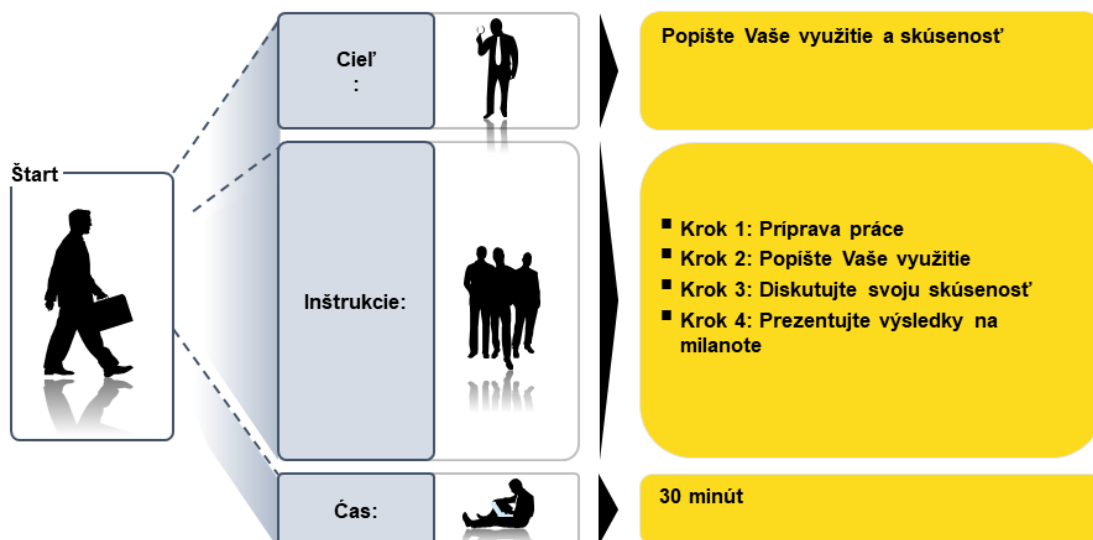 Štart
Cieľ
:
Popíšte Vaše využitie a skúsenosť
Inštrukcie:
▪ Krok 1: Príprava práce
▪ Krok 2: Popíšte Vaše využitie
▪ Krok 3: Diskutujte svoju skúsenosť
▪ Krok 4: Prezentujte výsledky na
milanote
Ćas:
30 minút